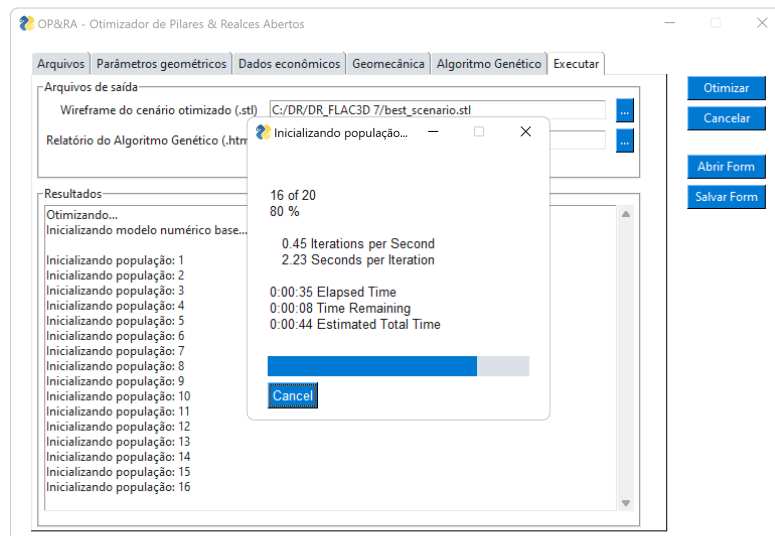 OP&RA - Otimizador de Pilares & Realces Abertos
Arquivos Parâmetros geométricos Dados econômicos Geomecânica Algoritmo Genético Executar
Arquivos de saída
Wireframe do cenário otimizado (.stl) C:/DR/DR_FLAC3D 7/best_scenario.stl ...
Relatório do Algoritmo Genético (.htm ...
Otimizar
Cancelar
Abrir Form
Salvar Form
Resultados
Otimizando...
Inicializando modelo numérico base...
Inicializando população: 1
Inicializando população: 2
Inicializando população: 3
Inicializando população: 4
Inicializando população: 5
Inicializando população: 6
Inicializando população: 7
Inicializando população: 8
Inicializando população: 9
Inicializando população: 10
Inicializando população: 11
Inicializando população: 12
Inicializando população: 13
Inicializando população: 14
Inicializando população: 15
Inicializando população: 16
Inicializando população...
16 of 20
80 %
0.45 Iterations per Second
2.23 Seconds per Iteration
0:00:35 Elapsed Time
0:00:08 Time Remaining
0:00:44 Estimated Total Time
Cancel